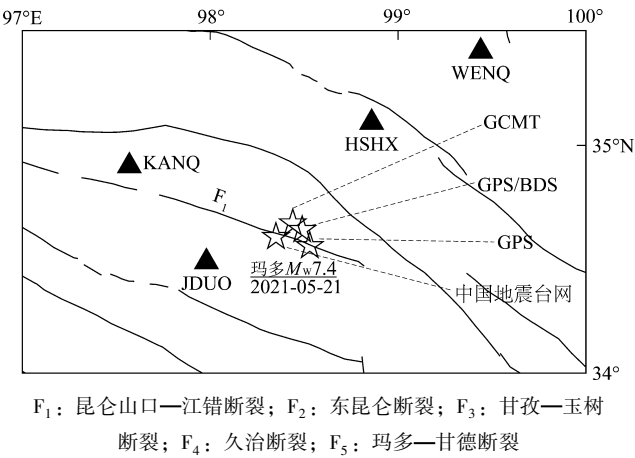 97°E 98° 99° 100°
WENQ
GCMT
HSHX
35°N
KANQ
GPS/BDS
F1
GPS
玛多Mw7.4
JDUO
2021-05-21
中国地震台网
34°
F1：昆仑山口—江错断裂；F2：东昆仑断裂；F3：甘孜—玉树
断裂；F4：久治断裂；F5：玛多—甘德断裂